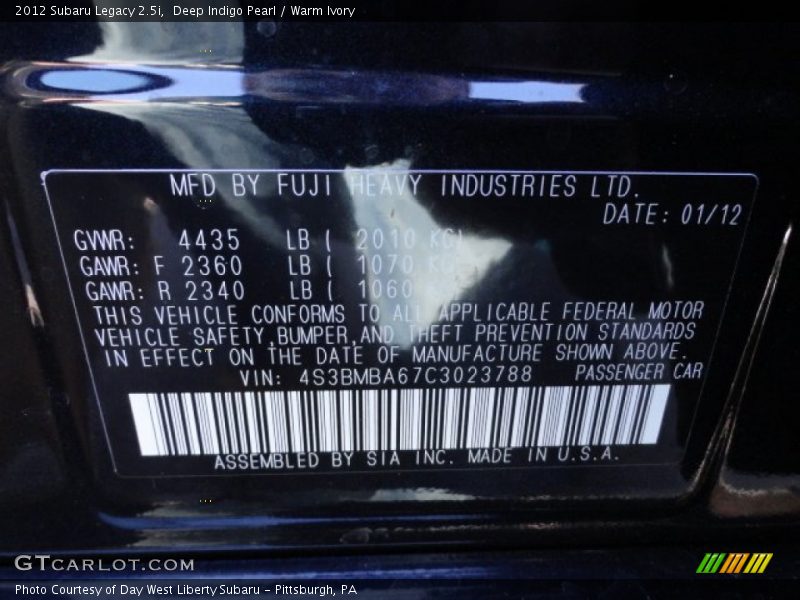 2012 Subaru Legacy 2.5i, Deep Indigo Pearl / Warm Ivory
MFD BY FUJI HEAVY INDUSTRIES LTD.
DATE: 01/12
GVWR: 4435 LB ( 2010 KG)
GAWR: F 2360 LB ( 1070 KG)
GAWR: R 2340 LB ( 1060
THIS VEHICLE CONFORMS TO ALL APPLICABLE FEDERAL MOTOR
VEHICLE SAFETY,BUMPER,AND THEFT PREVENTION STANDARDS
IN EFFECT ON THE DATE OF MANUFACTURE SHOWN ABOVE.
VIN: 4S3BMBA67C3023788 PASSENGER CAR
ASSEMBLED BY SIA INC. MADE IN U.S.A.
GTCARLOT.COM
Photo Courtesy of Day West Liberty Subaru - Pittsburgh, PA